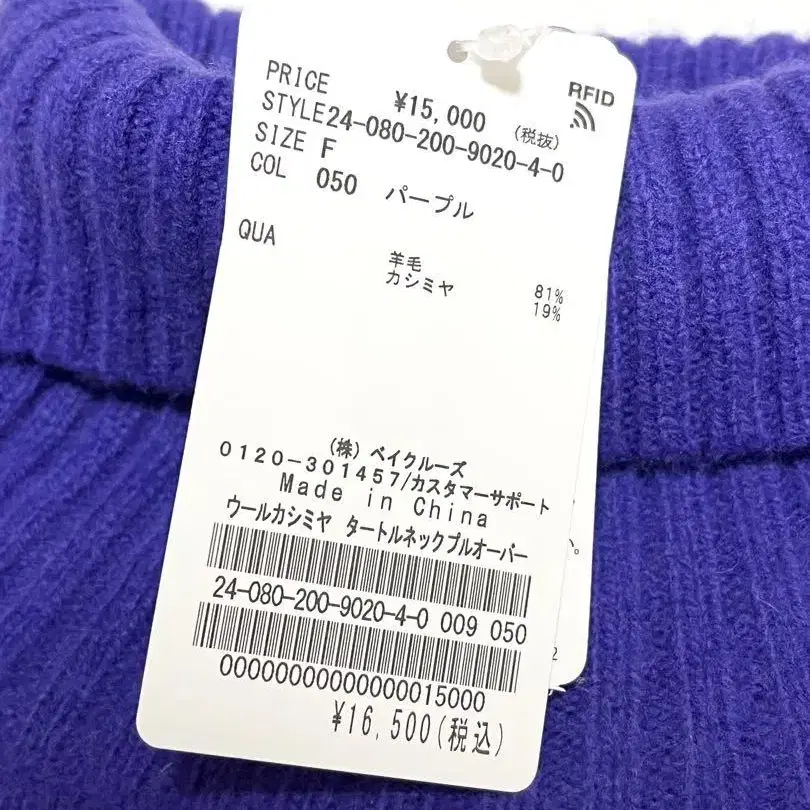 RFID
PRICE ¥15,000 (税抜)
STYLE24-080-200-9020-4-0
SIZE F
COL 050 パープル
QUA
羊毛 81%
カシミヤ 19%
(株) ベイクルーズ
0120-301457/カスタマーサポート
Made in China
ウールカシミヤ タートルネックプルオーバー
24-080-200-9020-4-0 009 050
0000000000000015000
¥16,500(税込)
い。
2